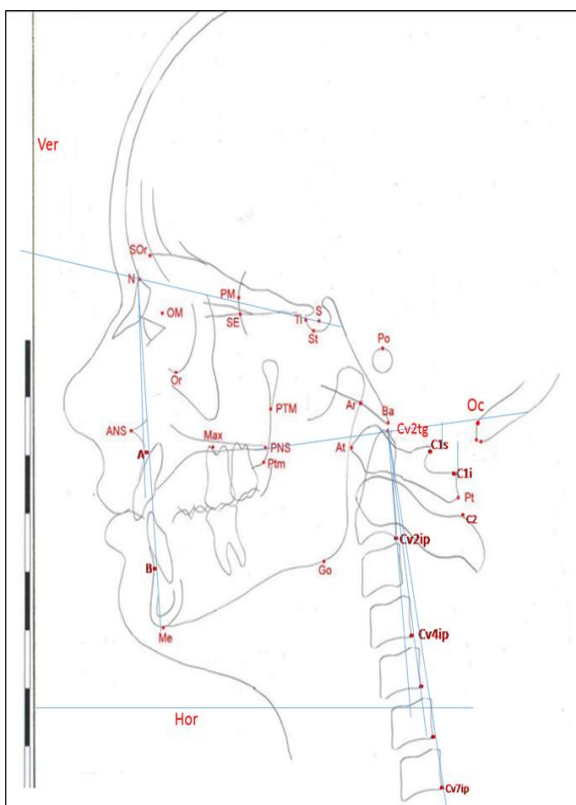 Ver
SOr
N
PM
OM
SE
Ti
S
St
Po
Or
PTM
Ar
Ba
Oc
ANS
Max
PNS
At
Cv2tg
C1s
A
Ptm
C1i
Pt
C2
Cv2ip
B
Go
Me
Cv4ip
Hor
Cv7ip